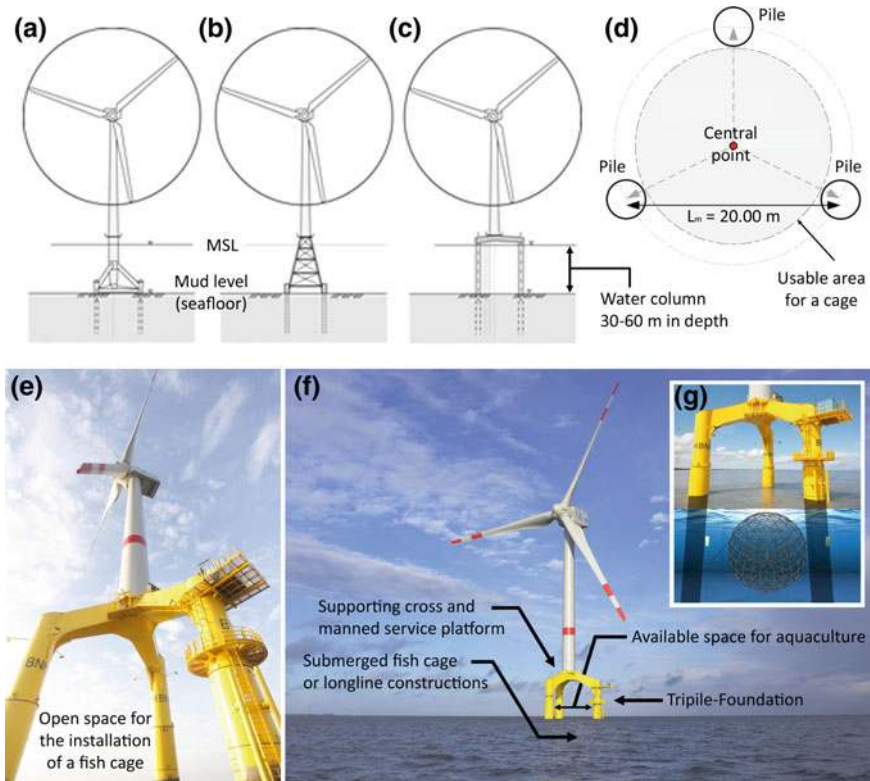 (a)
(b)
(c)
(d)
Pile
Central
point
Pile
Pile
Lm = 20.00 m
MSL
Mud level
(seafloor)
Water column
30-60 m in depth
Usable area
for a cage
(e)
Open space for
the installation
of a fish cage
(f)
Supporting cross and
manned service platform
Submerged fish cage
or longline constructions
Available space for aquaculture
Tripile-Foundation
(g)